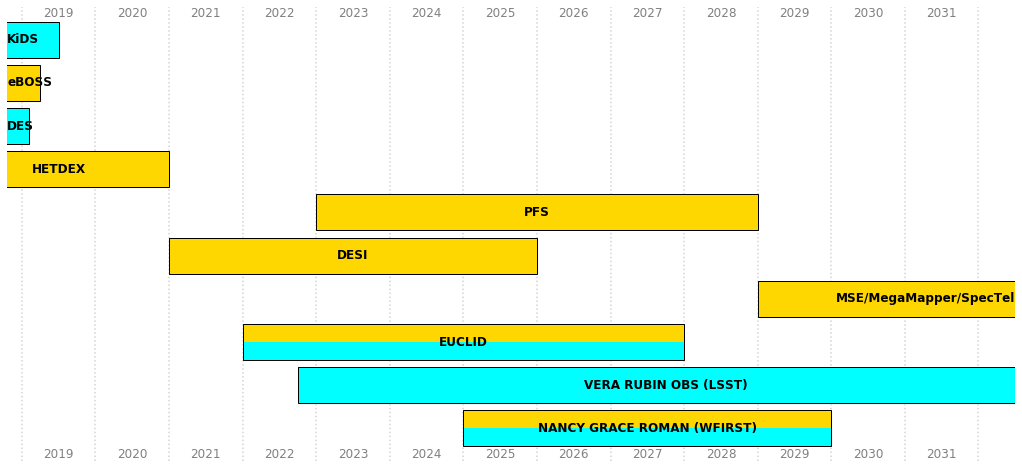 2019 2020 2021 2022 2023 2024 2025 2026 2027 2028 2029 2030 2031
KiDS
eBOSS
DES
HETDEX
PFS
DESI
MSE/MegaMapper/SpecTel
EUCLID
VERA RUBIN OBS (LSST)
NANCY GRACE ROMAN (WFIRST)
2019 2020 2021 2022 2023 2024 2025 2026 2027 2028 2029 2030 2031